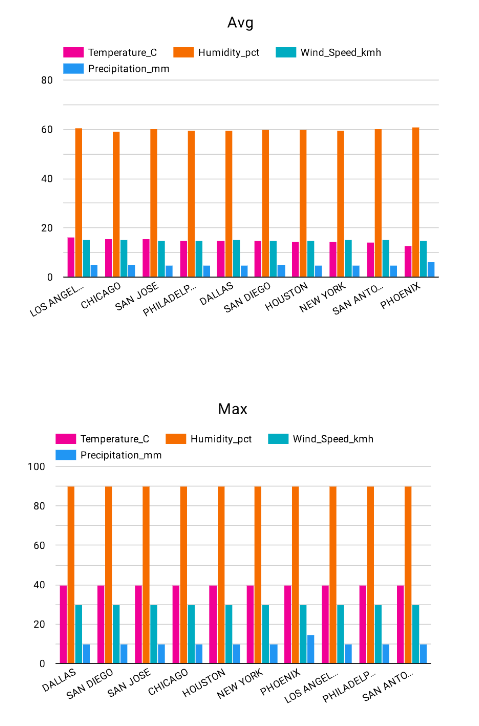 Avg
Temperature_C Humidity_pct Wind_Speed_kmh
Precipitation_mm
80
60
40
20
0
LOS ANGEL... CHICAGO SAN JOSE PHILADELP... DALLAS SAN DIEGO HOUSTON NEW YORK SAN ANTO... PHOENIX
Max
Temperature_C Humidity_pct Wind_Speed_kmh
Precipitation_mm
100
80
60
40
20
0
DALLAS SAN DIEGO SAN JOSE CHICAGO HOUSTON NEW YORK PHOENIX LOS ANGEL... PHILADELP... SAN ANTO...